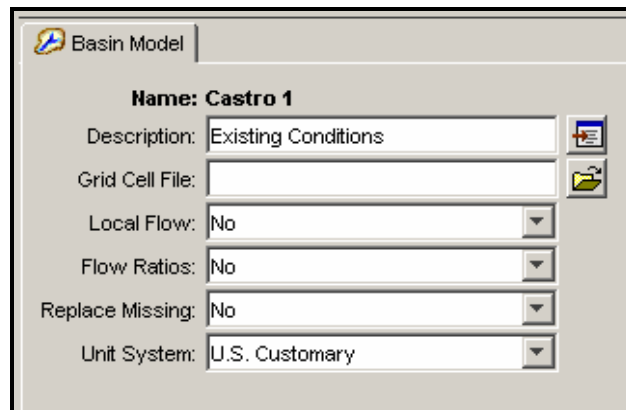 Basin Model
Name: Castro 1
Description: Existing Conditions
Grid Cell File:
Local Flow: No
Flow Ratios: No
Replace Missing: No
Unit System: U.S. Customary